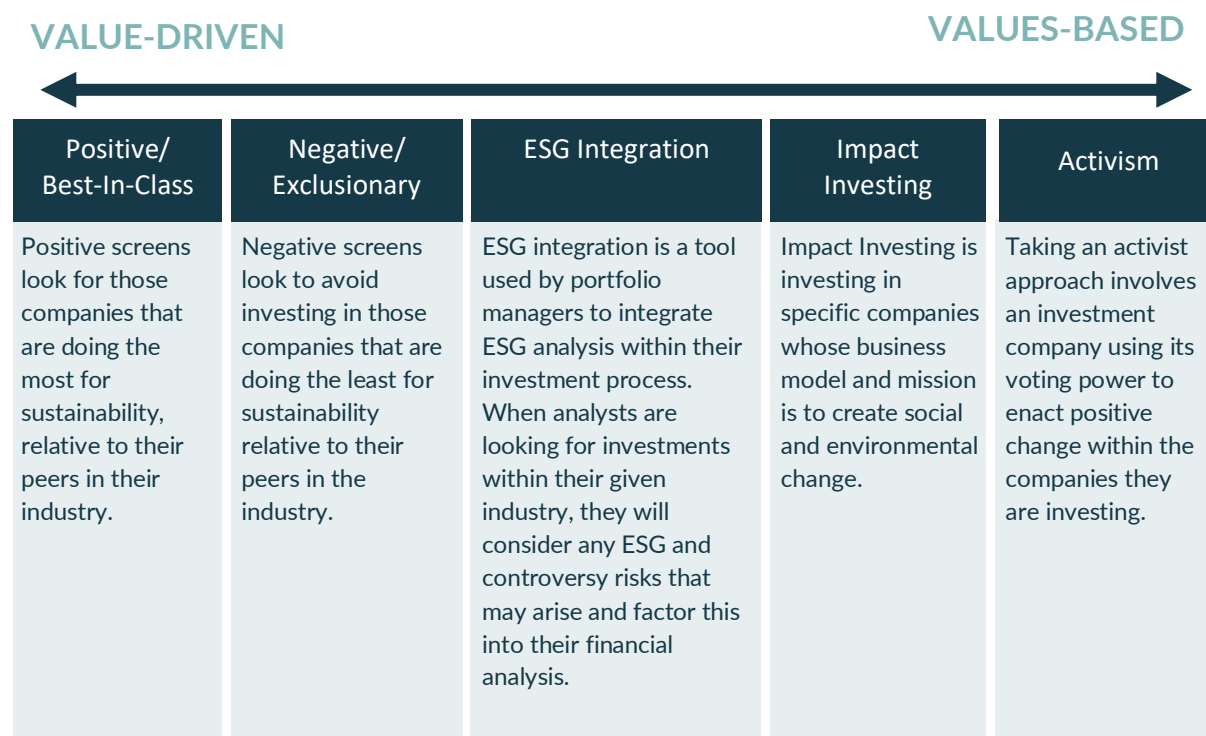 VALUE-DRIVEN
VALUES-BASED
Positive/
Best-In-Class
Positive screens
look for those
companies that
are doing the
most for
sustainability,
relative to their
peers in their
industry.
Negative/
Exclusionary
Negative screens
look to avoid
investing in those
companies that are
doing the least for
sustainability
relative to their
peers in the
industry.
ESG Integration
ESG integration is a tool
used by portfolio
managers to integrate
ESG analysis within their
investment process.
When analysts are
looking for investments
within their given
industry, they will
consider any ESG and
controversy risks that
may arise and factor this
into their financial
analysis.
Impact
Investing
Impact Investing is
investing in
specific companies
whose business
model and mission
is to create social
and environmental
change.
Activism
Taking an activist
approach involves
an investment
company using its
voting power to
enact positive
change within the
companies they
are investing.